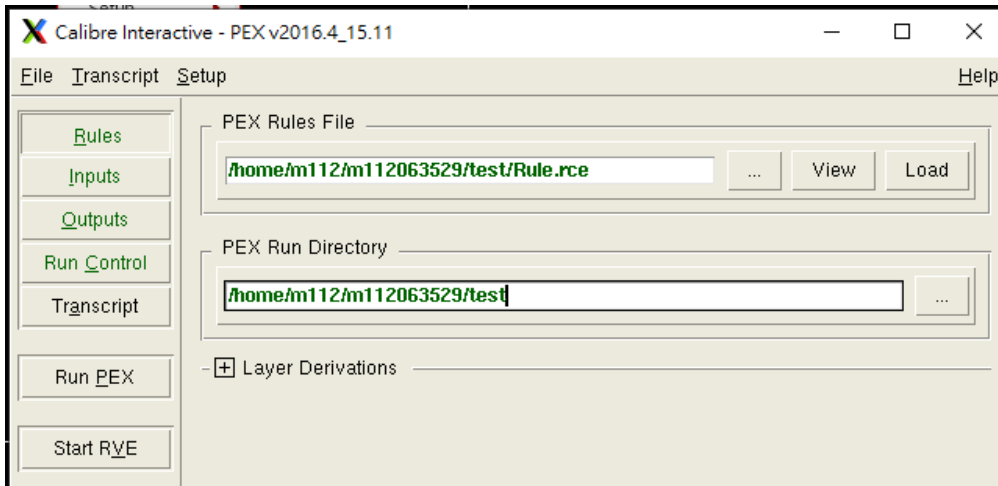 Setup
Calibre Interactive - PEX v2016.4_15.11
File Transcript Setup Help
Rules
PEX Rules File
/home/m112/m112063529/test/Rule.rce ... View Load
Inputs
Outputs
PEX Run Directory
Run Control
/home/m112/m112063529/test ...
Transcript
Run PEX
+ Layer Derivations
Start RVE